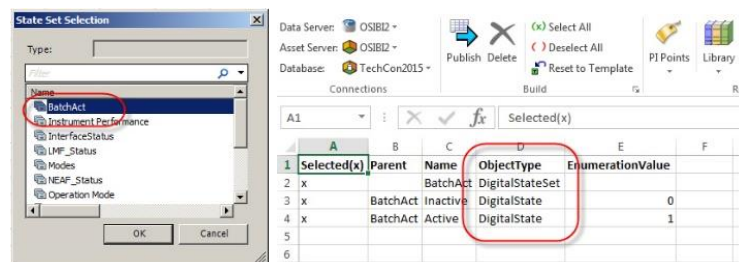 State Set Selection
Type:
Filter
Name
BatchAct
Instrument Performance
InterfaceStatus
LMF_Status
Modes
NEAF_Status
Operation Mode
OK
Cancel
Data Server: OSIBI2
Asset Server: OSIBI2
Database: TechCon2015
Connections
Publish
Delete
(x) Select All
( ) Deselect All
Reset to Template
Build
PI Points
Library
R
A1
fx
Selected(x)
A B C D E F
1 Selected(x) Parent Name ObjectType EnumerationValue
2 x BatchAct DigitalStateSet
3 x BatchAct Inactive DigitalState 0
4 x BatchAct Active DigitalState 1
5
6